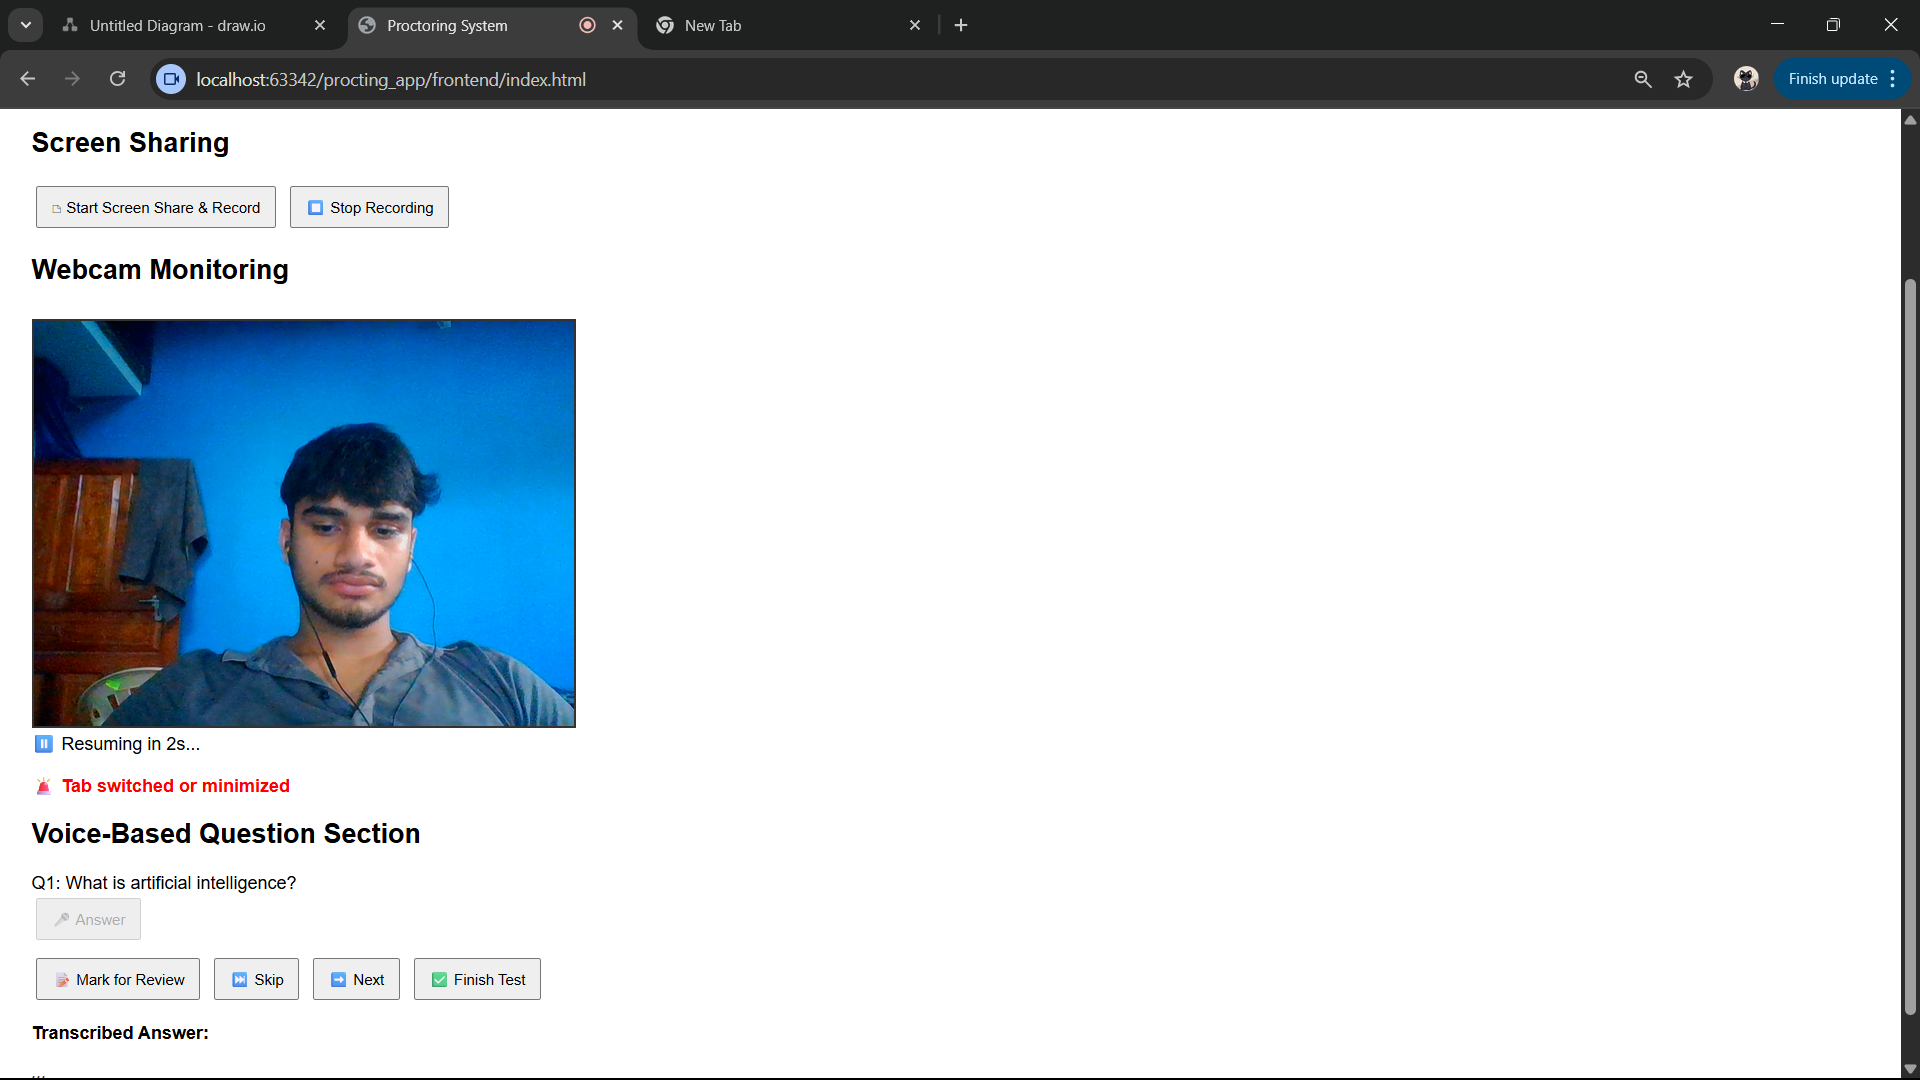 Untitled Diagram - draw.io
Proctoring System
New Tab
localhost:63342/procting_app/frontend/index.html
Finish update
Screen Sharing
Start Screen Share & Record
Stop Recording
Webcam Monitoring
Resuming in 2s...
Tab switched or minimized
Voice-Based Question Section
Q1: What is artificial intelligence?
Answer
Mark for Review
Skip
Next
Finish Test
Transcribed Answer:
...